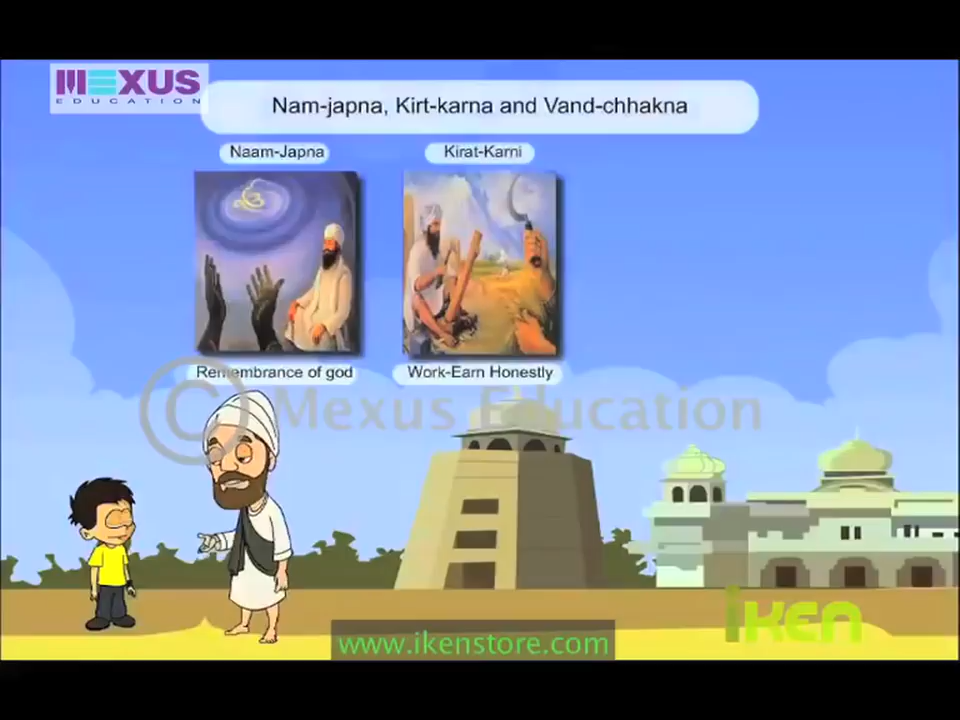 MEXUS
EDUCATION
Nam-japna, Kirt-karna and Vand-chhakna
Naam-Japna
Kirat-Karni
Remembrance of god
Work-Earn Honestly
© Mexus Education
iKEN
www.ikenstore.com